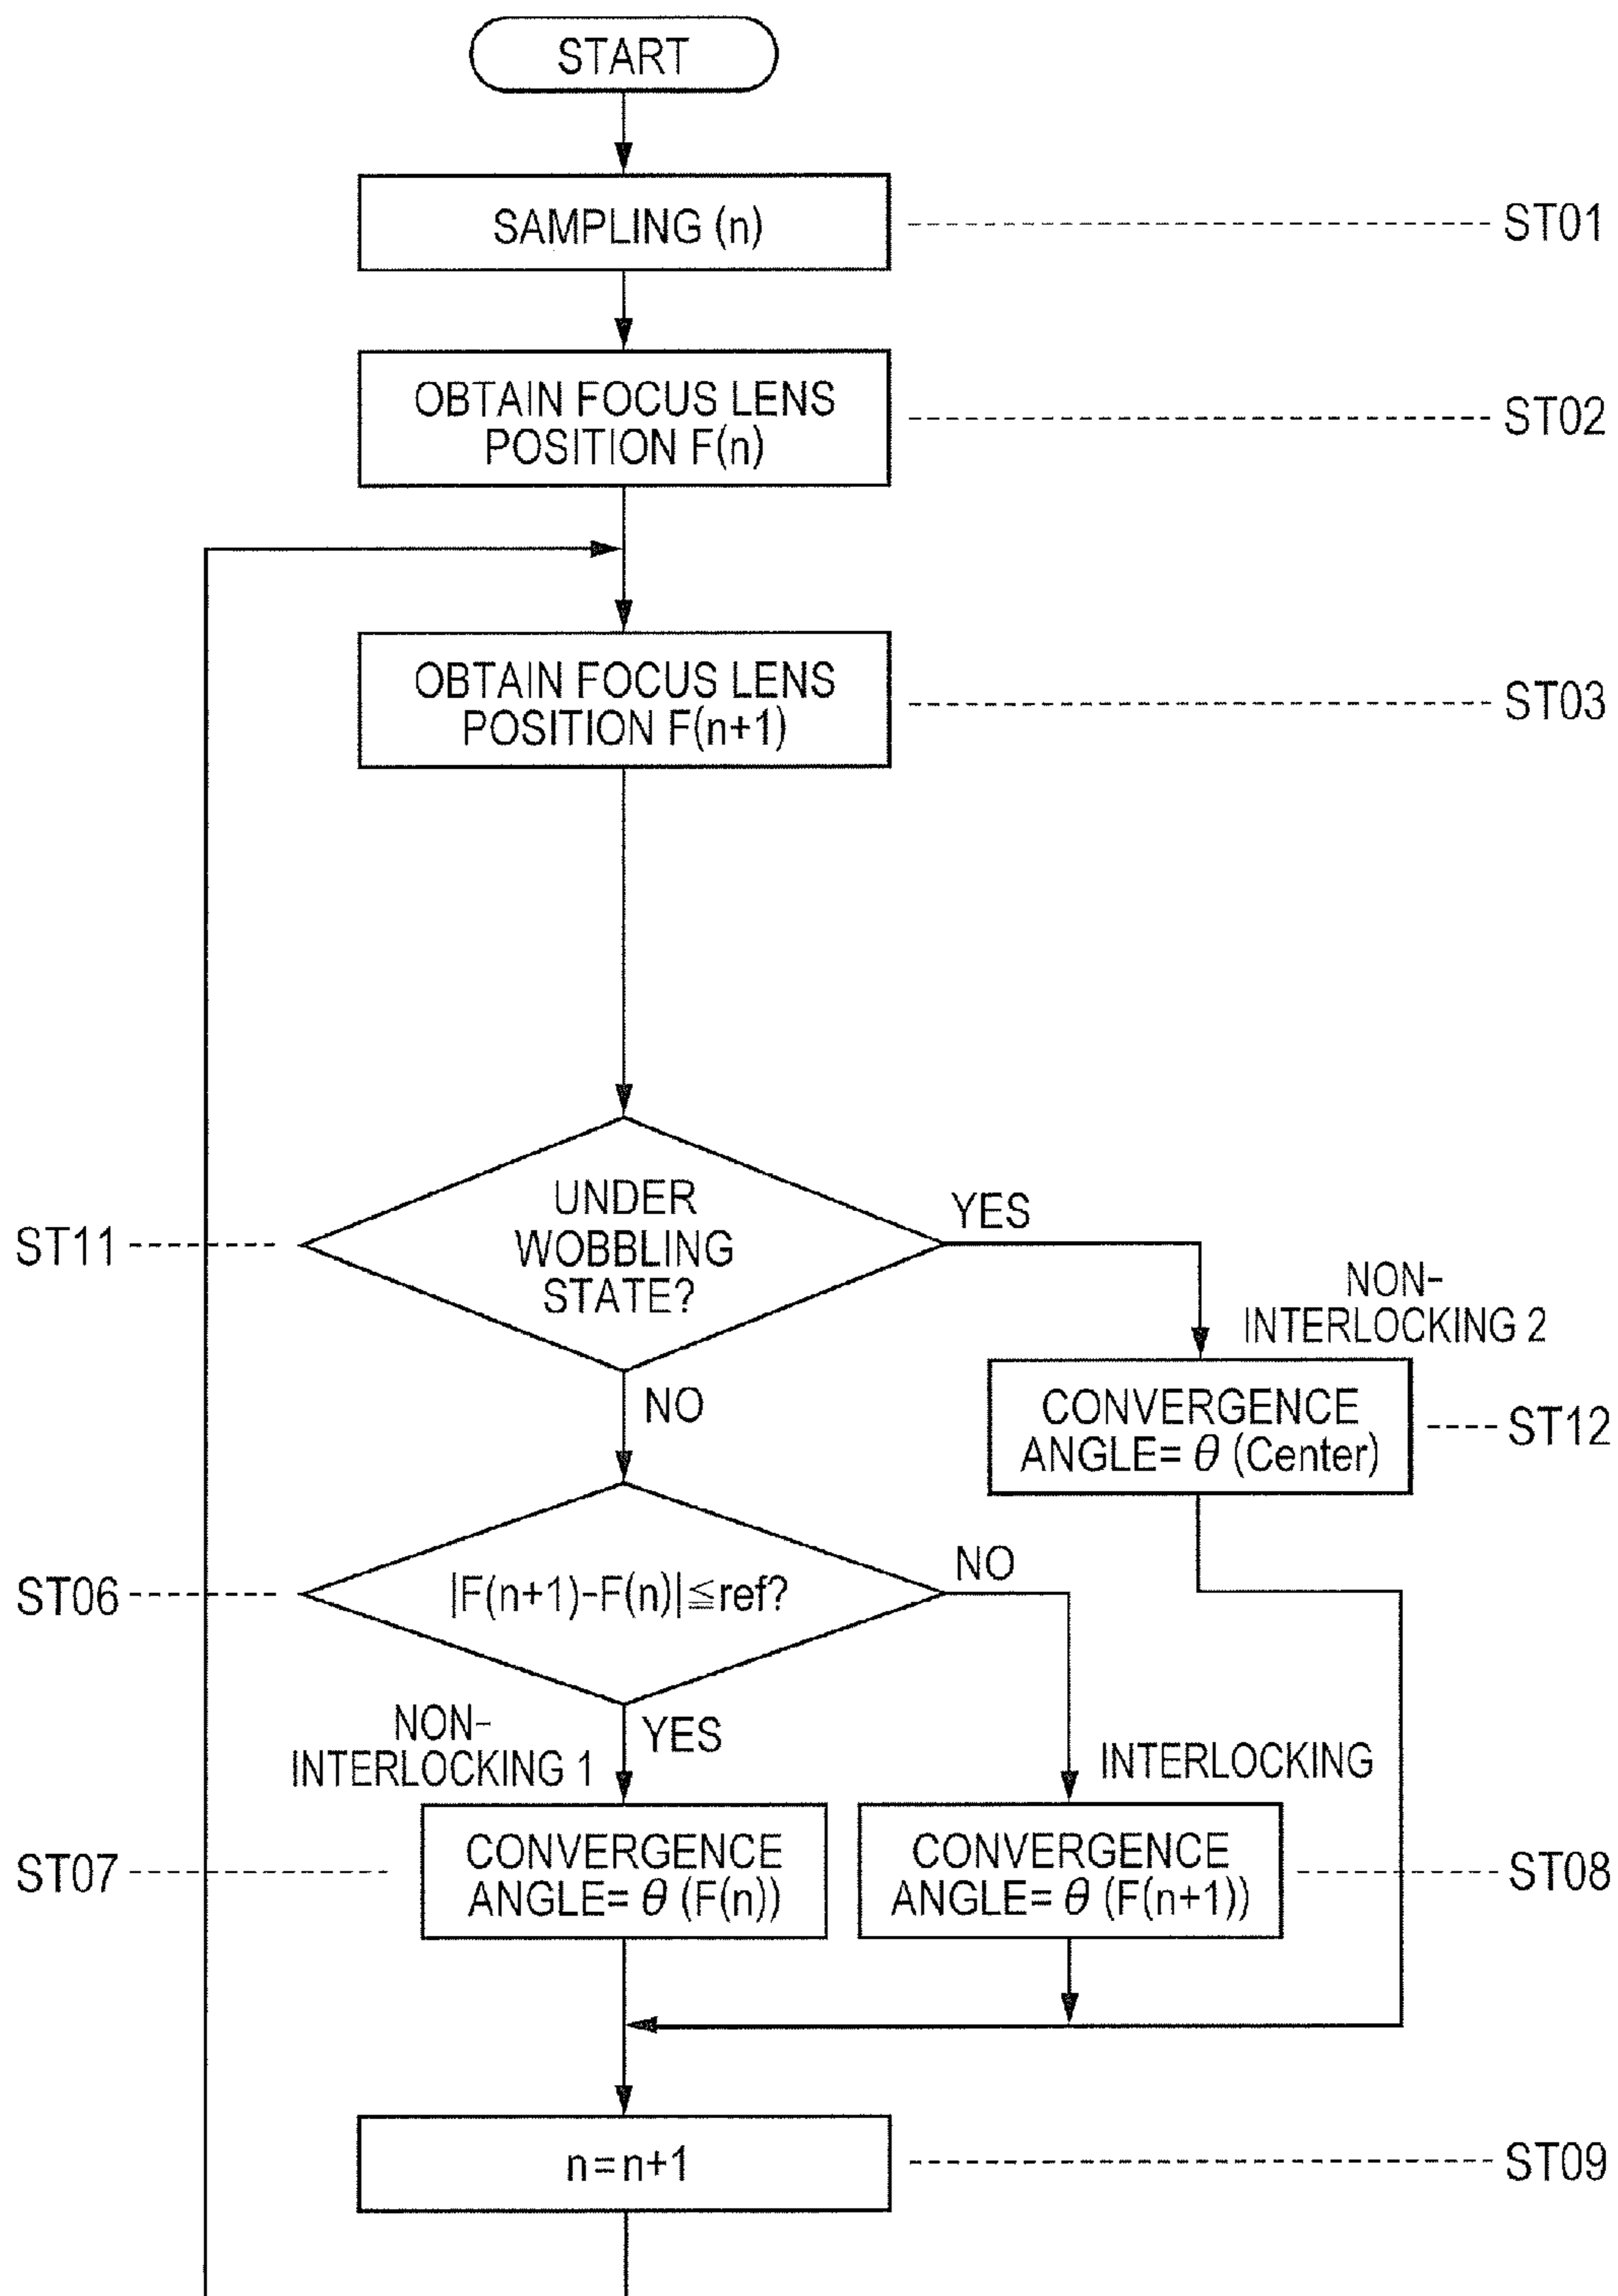 START
SAMPLING (n)
ST01
OBTAIN FOCUS LENS
POSITION F(n)
ST02
OBTAIN FOCUS LENS
POSITION F(n+1)
ST03
ST11
UNDER
WOBBLING
STATE?
YES
NON-
INTERLOCKING 2
NO
CONVERGENCE
ANGLE= θ (Center)
ST12
ST06
|F(n+1)-F(n)|≦ref?
NO
YES
NON-
INTERLOCKING 1
INTERLOCKING
ST07
CONVERGENCE
ANGLE= θ (F(n))
CONVERGENCE
ANGLE= θ (F(n+1))
ST08
n=n+1
ST09